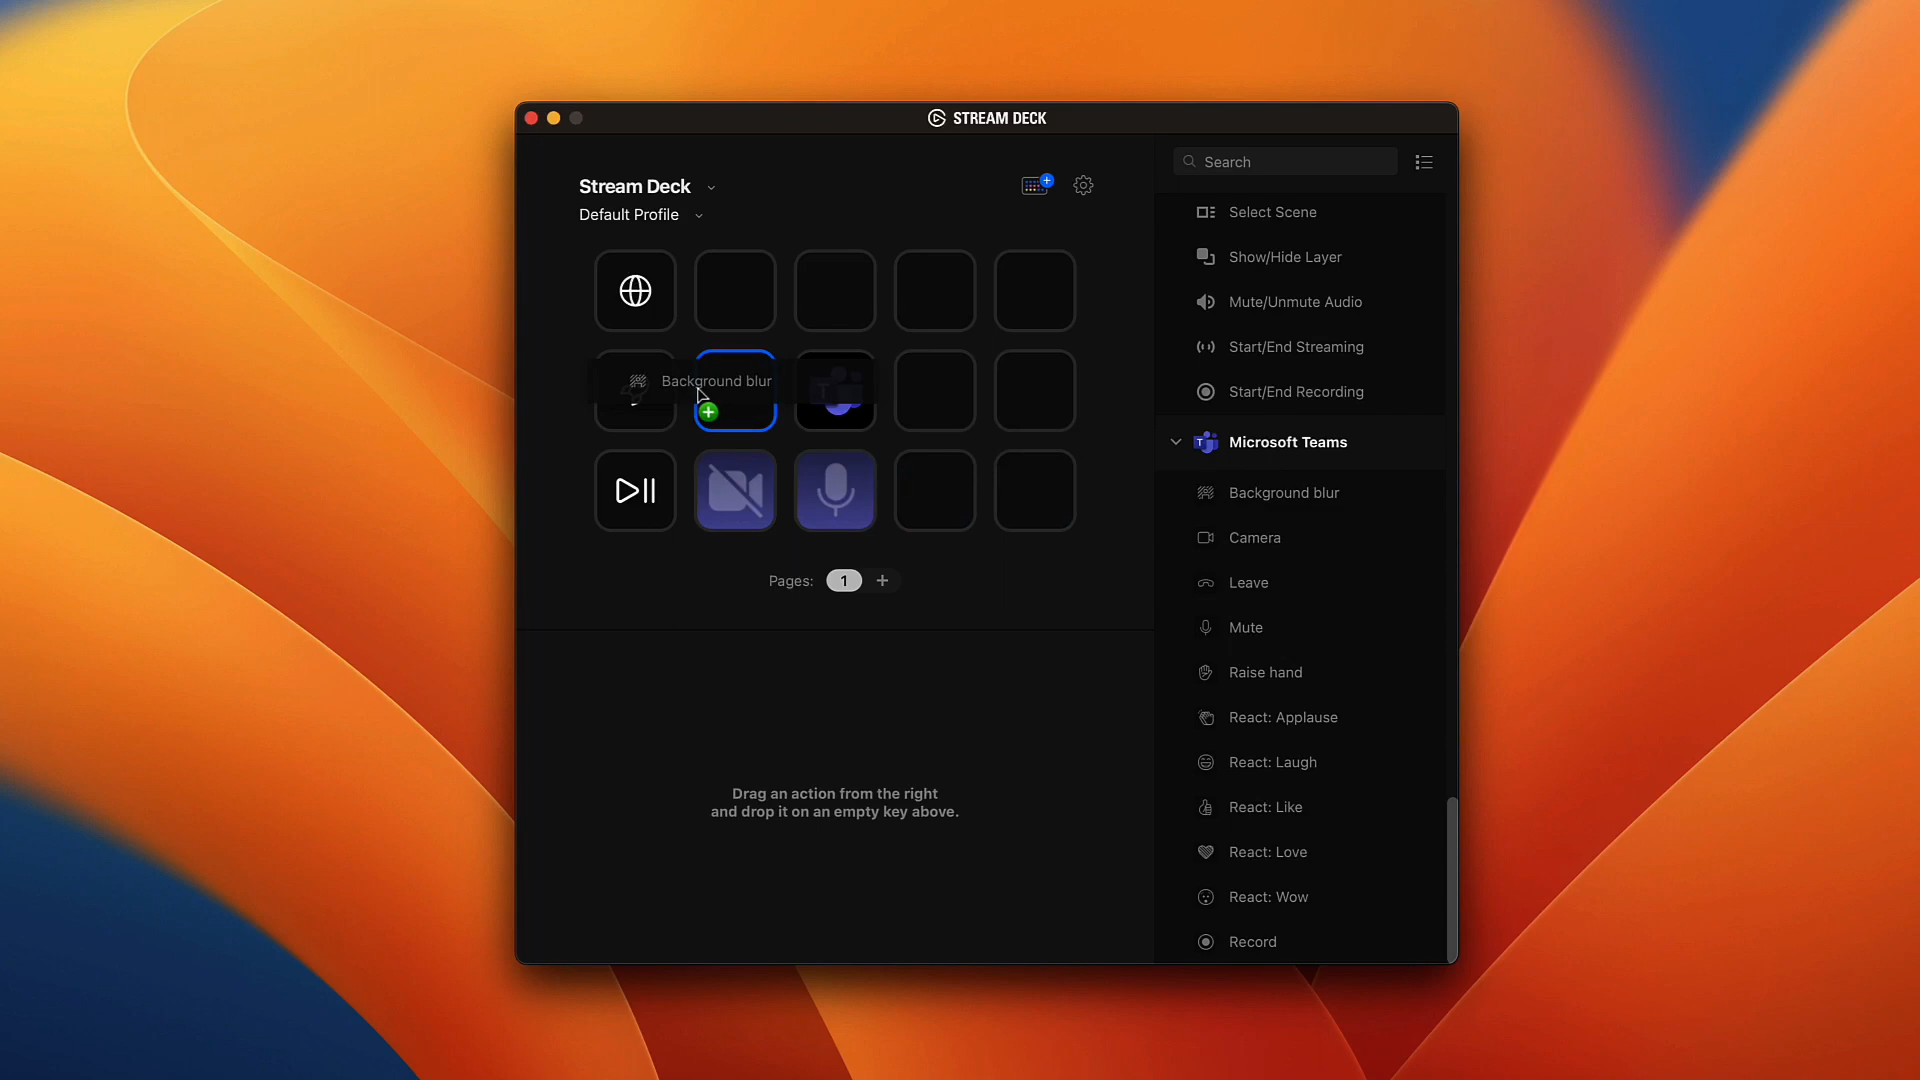 STREAM DECK
Stream Deck
Default Profile
Background blur
T
Pages: 1 +
Drag an action from the right
and drop it on an empty key above.
Search
Select Scene
Show/Hide Layer
Mute/Unmute Audio
Start/End Streaming
Start/End Recording
T Microsoft Teams
Background blur
Camera
Leave
Mute
Raise hand
React: Applause
React: Laugh
React: Like
React: Love
React: Wow
Record